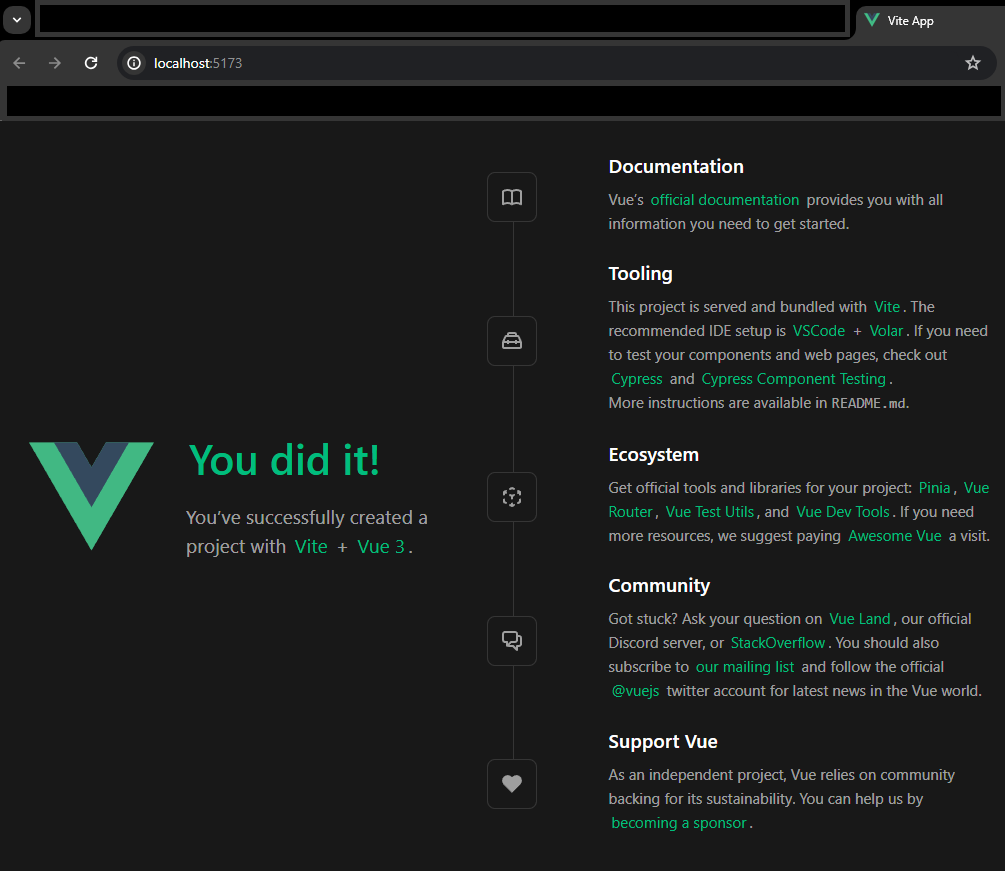 Vite App
localhost:5173
You did it!
You’ve successfully created a
project with Vite + Vue 3.
Documentation
Vue’s official documentation provides you with all
information you need to get started.
Tooling
This project is served and bundled with Vite. The
recommended IDE setup is VSCode + Volar. If you need
to test your components and web pages, check out
Cypress and Cypress Component Testing.
More instructions are available in README.md.
Ecosystem
Get official tools and libraries for your project: Pinia, Vue
Router, Vue Test Utils, and Vue Dev Tools. If you need
more resources, we suggest paying Awesome Vue a visit.
Community
Got stuck? Ask your question on Vue Land, our official
Discord server, or StackOverflow. You should also
subscribe to our mailing list and follow the official
@vuejs twitter account for latest news in the Vue world.
Support Vue
As an independent project, Vue relies on community
backing for its sustainability. You can help us by
becoming a sponsor.